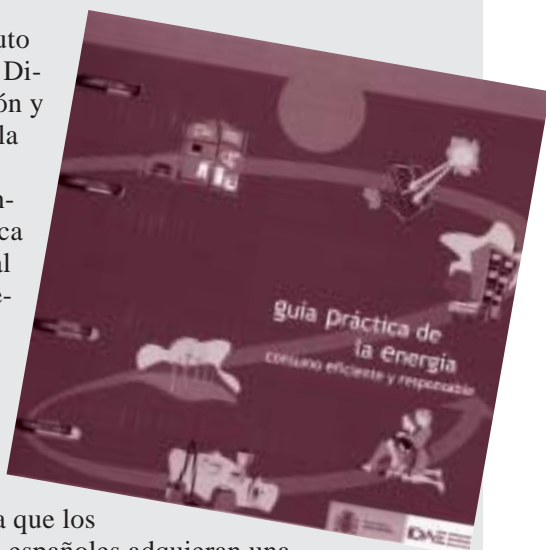 uto
Di-
ón y
la
n-
ca
al
e-
guía práctica de
la energía
consumo eficiente y responsable
IDAE
a que los
españoles adquieran una